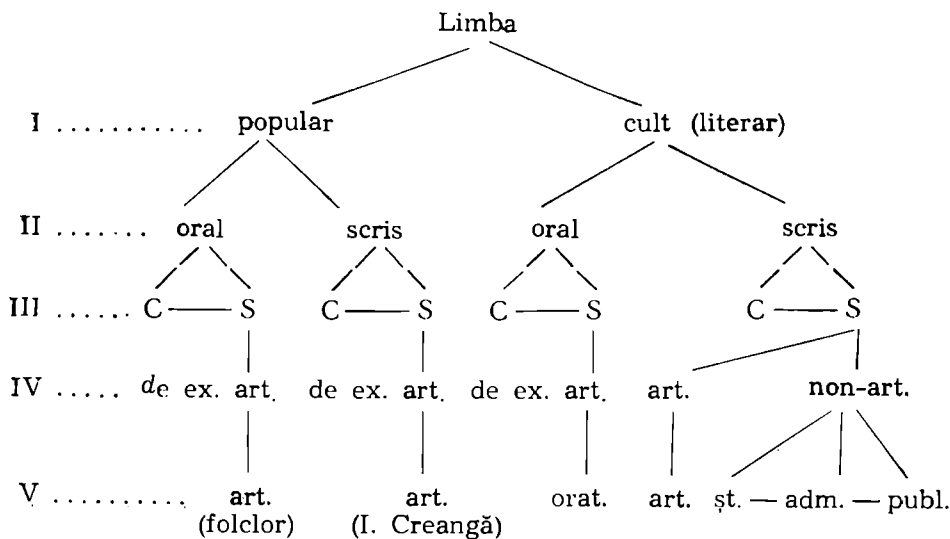 Limba
I ........... popular cult (literar)
II ....... oral scris oral scris
III ...... C — S C — S C — S C — S
IV ..... de ex. art. de ex. art. de ex. art. art. non-art.
V .......... art. art. orat. art. șt. — adm. — publ.
(folclor) (I. Creangă)